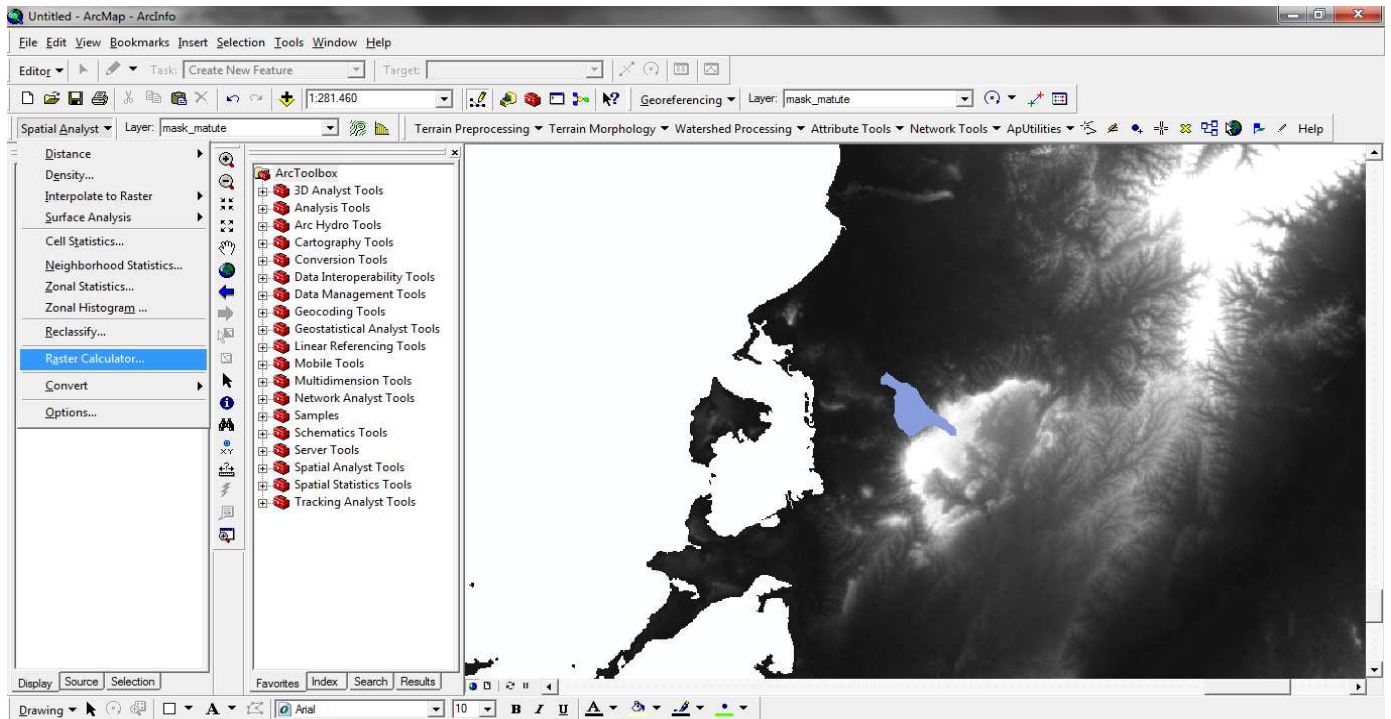 Untitled - ArcMap - ArcInfo
File Edit View Bookmarks Insert Selection Tools Window Help
Editor Task: Create New Feature Target:
1:281.460 Georeferencing Layer: mask_matute
Spatial Analyst Layer: mask_matute Terrain Preprocessing Terrain Morphology Watershed Processing Attribute Tools Network Tools ApUtilities Help
Distance
Density...
Interpolate to Raster
Surface Analysis
Cell Statistics...
Neighborhood Statistics...
Zonal Statistics...
Zonal Histogram ...
Reclassify...
Raster Calculator...
Convert
Options...
ArcToolbox
3D Analyst Tools
Analysis Tools
Arc Hydro Tools
Cartography Tools
Conversion Tools
Data Interoperability Tools
Data Management Tools
Geocoding Tools
Geostatistical Analyst Tools
Linear Referencing Tools
Mobile Tools
Multidimension Tools
Network Analyst Tools
Samples
Schematics Tools
Server Tools
Spatial Analyst Tools
Spatial Statistics Tools
Tracking Analyst Tools
Display Source Selection
Favorites Index Search Results
Drawing A Arial 10 B I U A